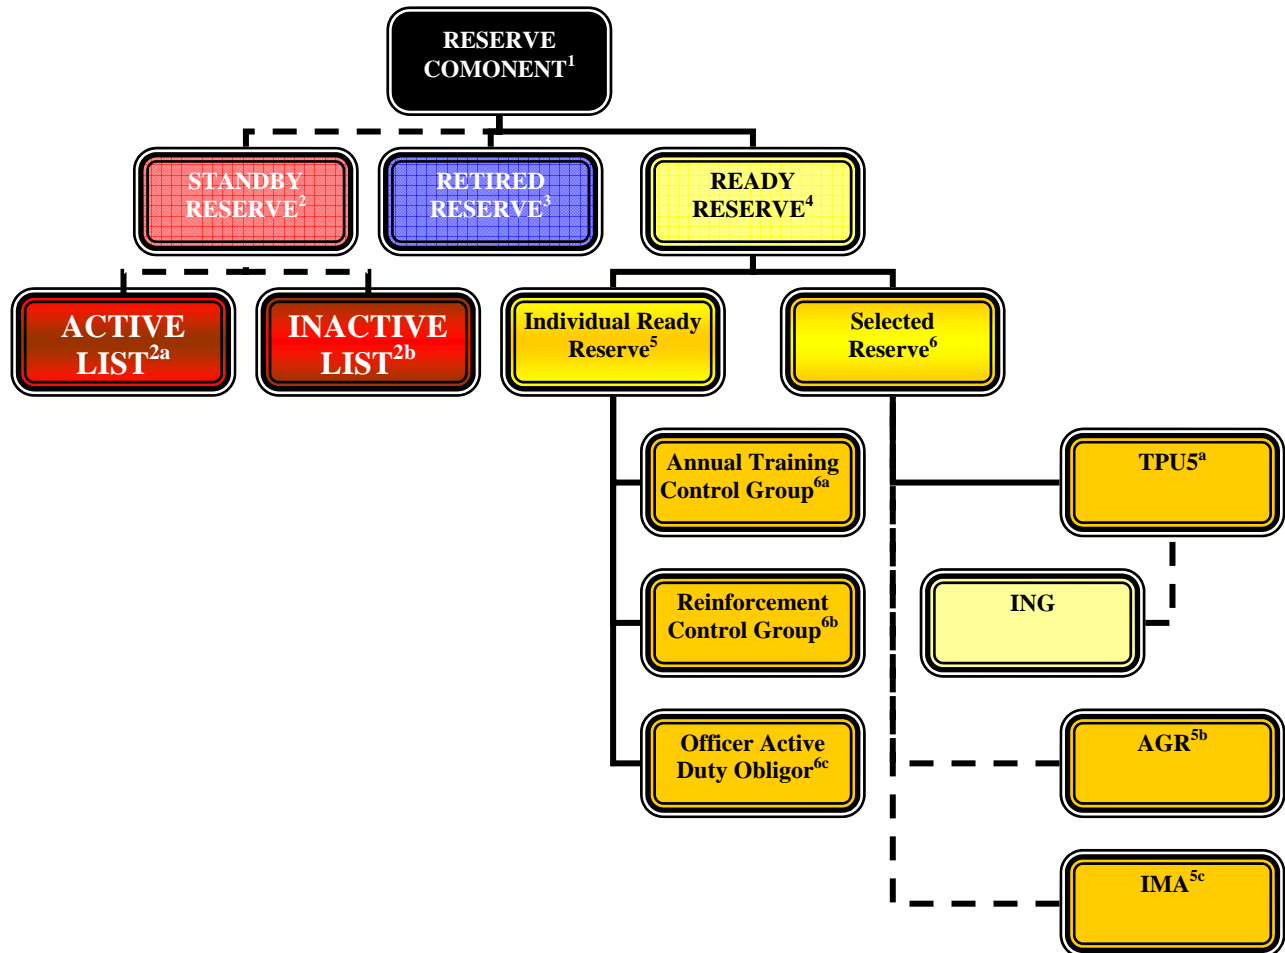 RESERVE
COMONENT1
STANDBY
RESERVE2
RETIRED
RESERVE3
READY
RESERVE4
ACTIVE
LIST2a
INACTIVE
LIST2b
Individual Ready
Reserve5
Selected
Reserve6
Annual Training
Control Group6a
TPU5a
Reinforcement
Control Group6b
ING
Officer Active
Duty Obligor6c
AGR5b
IMA5c